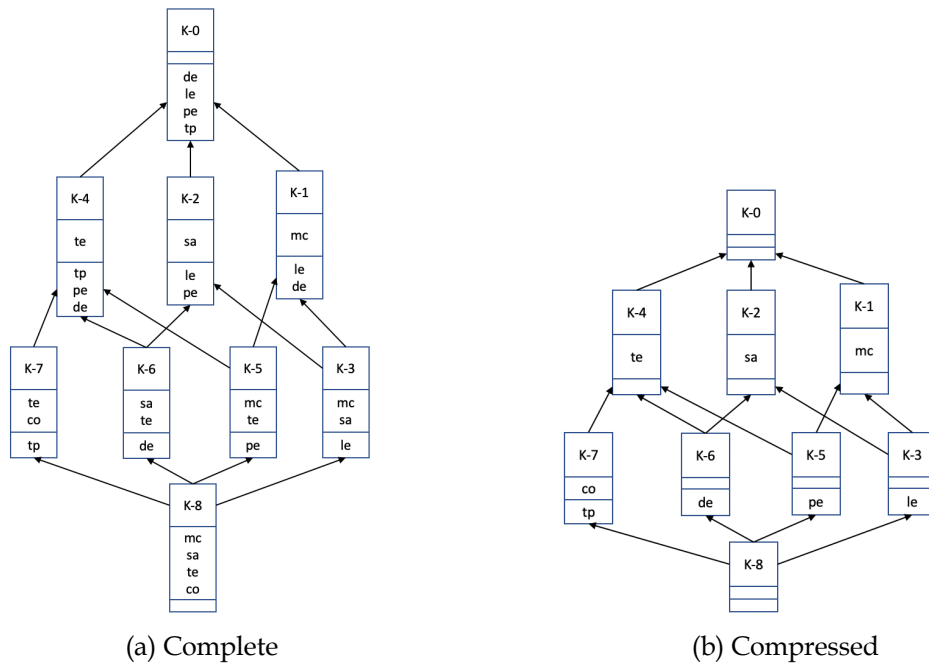 K-0
de
le
pe
tp
K-4
te
tp
pe
de
K-2
sa
le
pe
K-1
mc
le
de
K-7
te
co
tp
K-6
sa
te
de
K-5
mc
te
pe
K-3
mc
sa
le
K-8
mc
sa
te
co
(a) Complete
K-0
K-4
te
K-2
sa
K-1
mc
K-7
co
tp
K-6
de
K-5
pe
K-3
le
K-8
(b) Compressed